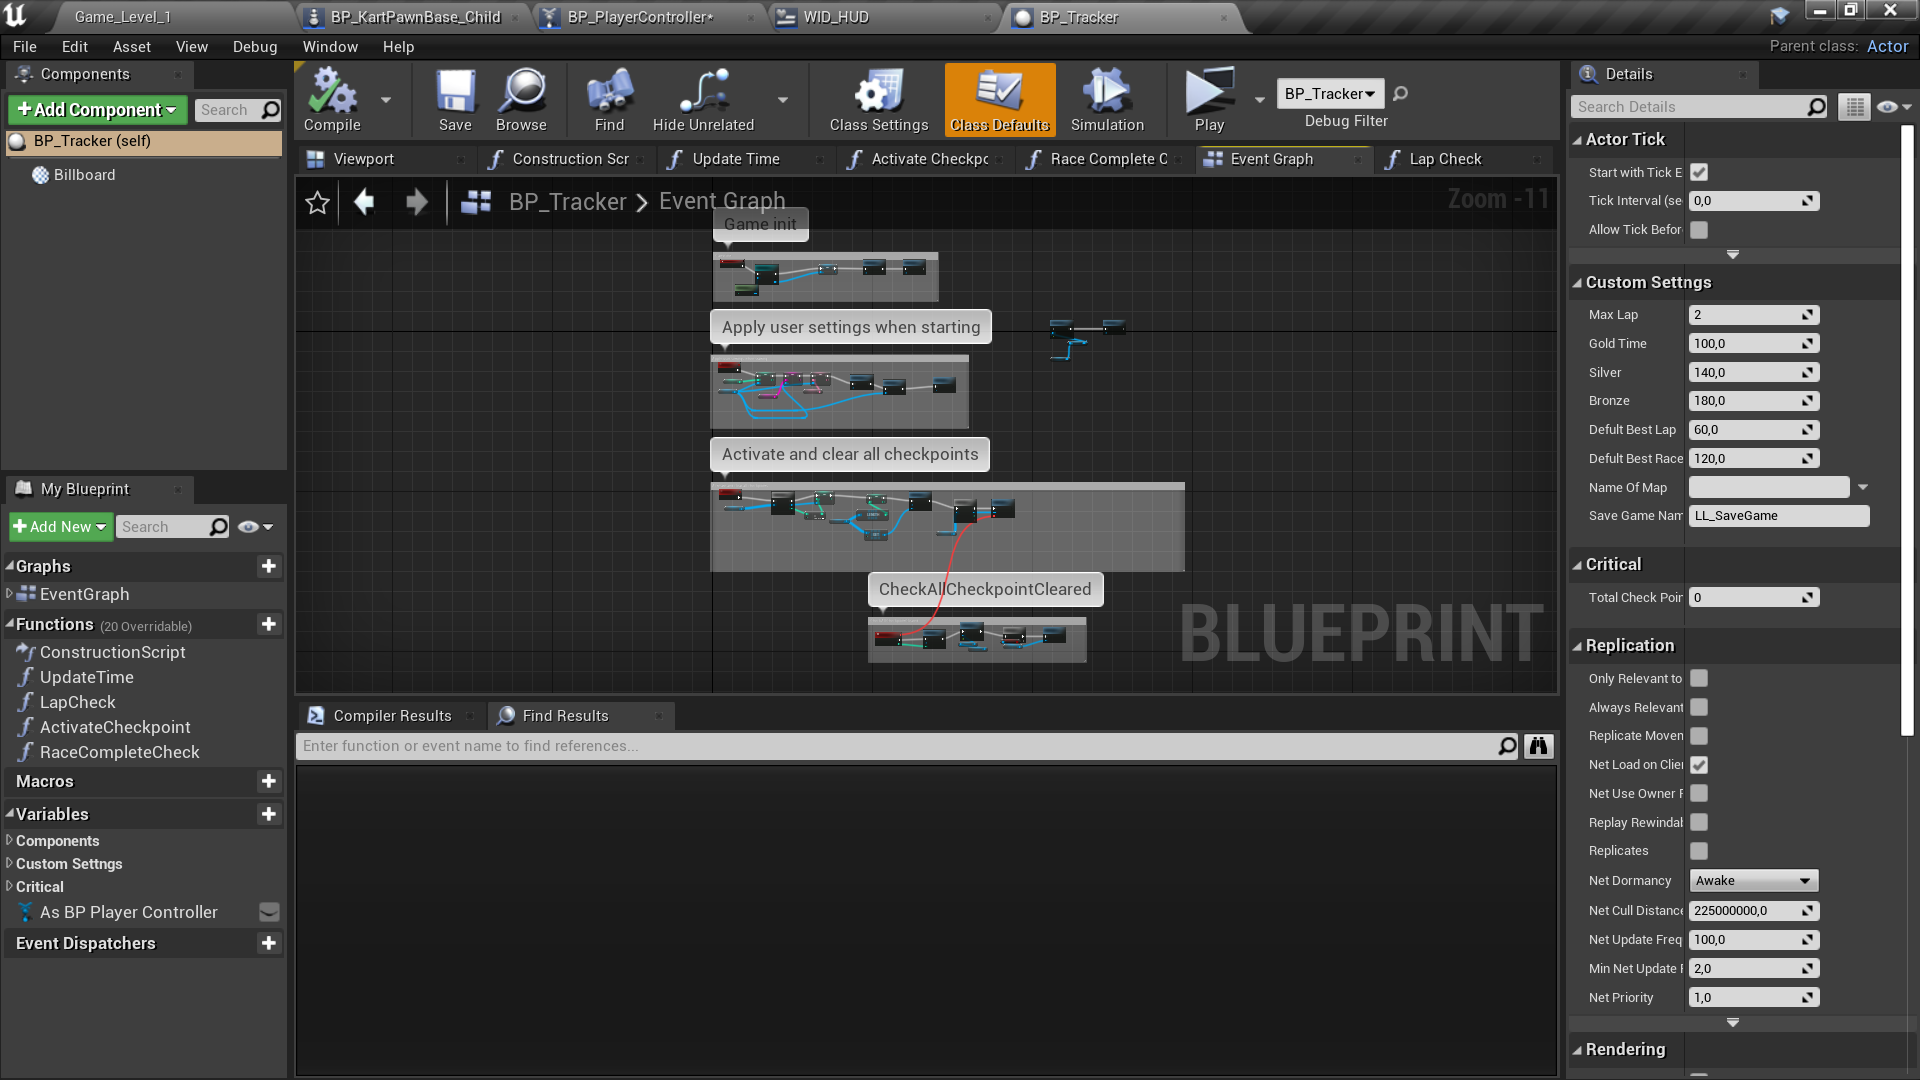 Game_Level_1
BP_KartPawnBase_Child
BP_PlayerController*
WID_HUD
BP_Tracker
File Edit Asset View Debug Window Help
Parent class: Actor
Components
+Add Component
Search
BP_Tracker (self)
Billboard
Compile
Save
Browse
Find
Hide Unrelated
Class Settings
Class Defaults
Simulation
Play
BP_Tracker
Debug Filter
Viewport
Construction Scr
Update Time
Activate Checkpc
Race Complete C
Event Graph
Lap Check
BP_Tracker > Event Graph
Zoom -11
Game init
Apply user settings when starting
Activate and clear all checkpoints
CheckAllCheckpointCleared
BLUEPRINT
My Blueprint
+Add New
Search
Graphs
EventGraph
Functions (20 Overridable)
ConstructionScript
UpdateTime
LapCheck
ActivateCheckpoint
RaceCompleteCheck
Macros
Variables
Components
Custom Settngs
Critical
As BP Player Controller
Event Dispatchers
Compiler Results
Find Results
Enter function or event name to find references...
Details
Search Details
Actor Tick
Start with Tick E
Tick Interval (se 0,0
Allow Tick Befor
Custom Settngs
Max Lap 2
Gold Time 100,0
Silver 140,0
Bronze 180,0
Defult Best Lap 60,0
Defult Best Race 120,0
Name Of Map
Save Game Nam LL_SaveGame
Critical
Total Check Poin 0
Replication
Only Relevant to
Always Relevant
Replicate Movem
Net Load on Clie
Net Use Owner R
Replay Rewindab
Replicates
Net Dormancy Awake
Net Cull Distance 225000000,0
Net Update Freq 100,0
Min Net Update F 2,0
Net Priority 1,0
Rendering